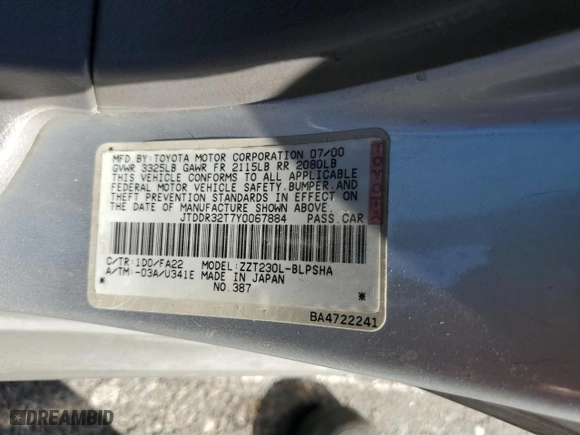 MFD. BY: TOYOTA MOTOR CORPORATION 07/00
GVWR 3325LB GAWR FR 2115LB RR 2080LB
THIS VEHICLE CONFORMS TO ALL APPLICABLE
FEDERAL MOTOR VEHICLE SAFETY, BUMPER, AND
THEFT PREVENTION STANDARDS IN EFFECT ON
THE DATE OF MANUFACTURE SHOWN ABOVE.
JTDDR32T7Y0067884 PASS. CAR
C/TR: 1D0/FA22 MODEL: ZZT230L-BLPSHA
A/TM: -03A/U341E MADE IN JAPAN
NO. 387
BA4722241
DREAMBID